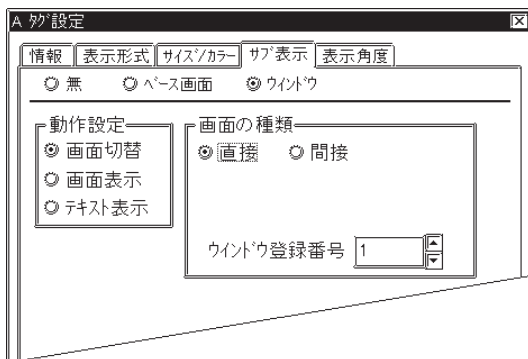 A ﾀｸﾞ設定
情報 表示形式 ｻｲｽﾞ/ｶﾗｰ ｻﾌﾞ表示 表示角度
無 ﾍﾞｰｽ画面 ｳｲﾝﾄﾞｳ
動作設定
画面切替
画面表示
ﾃｷｽﾄ表示
画面の種類
直接 間接
ｳｲﾝﾄﾞｳ登録番号 1